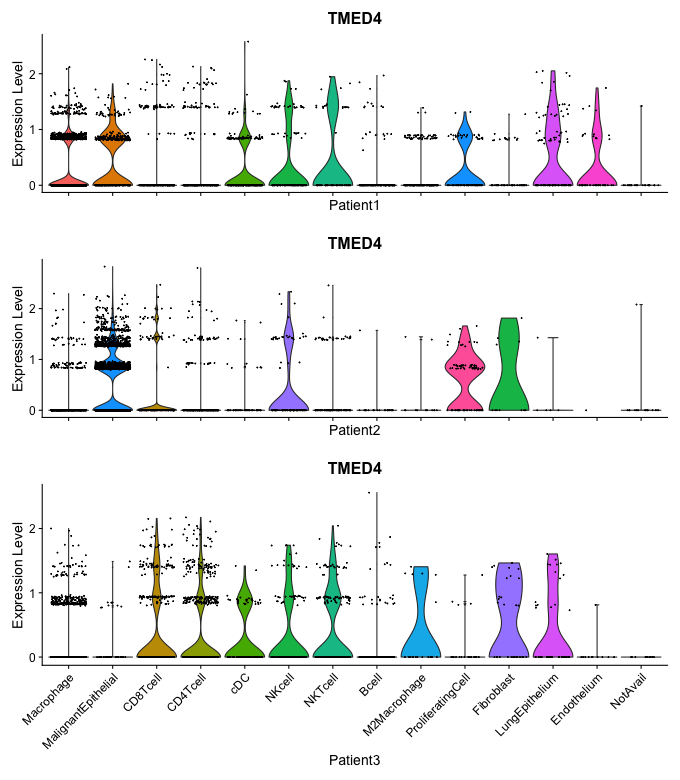 TMED4
Expression Level
2
1
0
Patient1
TMED4
Expression Level
2
1
0
Patient2
TMED4
Expression Level
2
1
0
Macrophage
MalignantEpithelial
CD8Tcell
CD4Tcell
cDC
NKcell
NKTcell
Bcell
M2Macrophage
ProliferatingCell
Fibroblast
LungEpithelium
Endothelium
NotAvail
Patient3